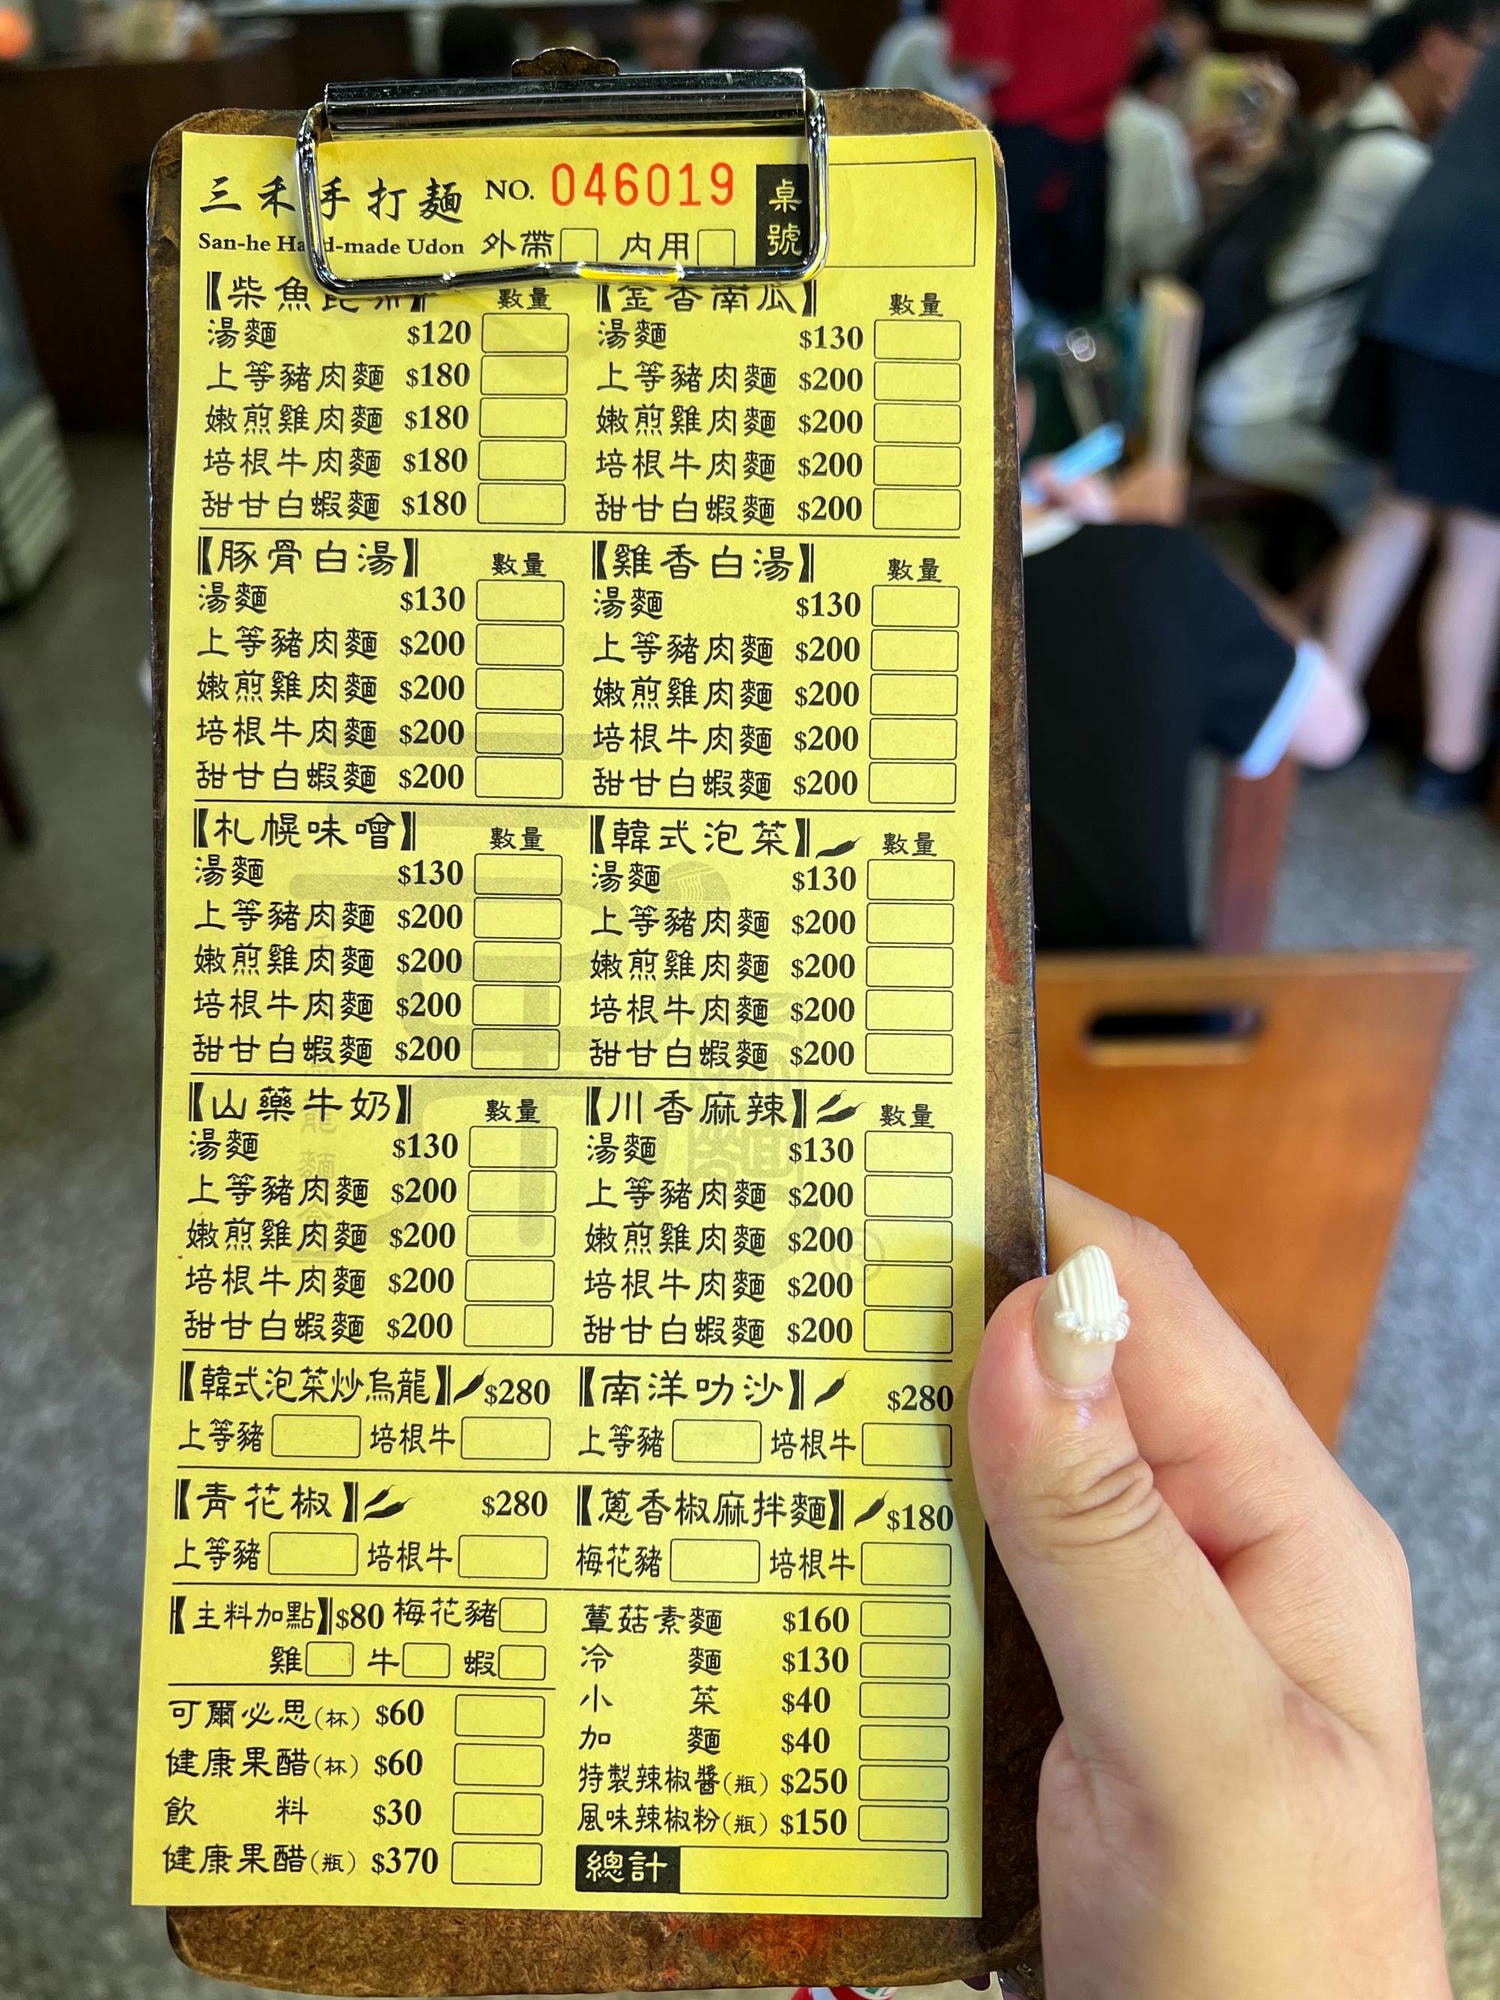 三禾手打麵 NO. 046019 桌號
San-he Hand-made Udon 外帶 內用
【柴魚昆布】 數量
湯麵 $120
上等豬肉麵 $180
嫩煎雞肉麵 $180
培根牛肉麵 $180
甜甘白蝦麵 $180
【金香南瓜】 數量
湯麵 $130
上等豬肉麵 $200
嫩煎雞肉麵 $200
培根牛肉麵 $200
甜甘白蝦麵 $200
【豚骨白湯】 數量
湯麵 $130
上等豬肉麵 $200
嫩煎雞肉麵 $200
培根牛肉麵 $200
甜甘白蝦麵 $200
【雞香白湯】 數量
湯麵 $130
上等豬肉麵 $200
嫩煎雞肉麵 $200
培根牛肉麵 $200
甜甘白蝦麵 $200
【札幌味噌】 數量
湯麵 $130
上等豬肉麵 $200
嫩煎雞肉麵 $200
培根牛肉麵 $200
甜甘白蝦麵 $200
【韓式泡菜】 數量
湯麵 $130
上等豬肉麵 $200
嫩煎雞肉麵 $200
培根牛肉麵 $200
甜甘白蝦麵 $200
【山藥牛奶】 數量
湯麵 $130
上等豬肉麵 $200
嫩煎雞肉麵 $200
培根牛肉麵 $200
甜甘白蝦麵 $200
【川香麻辣】 數量
湯麵 $130
上等豬肉麵 $200
嫩煎雞肉麵 $200
培根牛肉麵 $200
甜甘白蝦麵 $200
【韓式泡菜炒烏龍】 $280
上等豬 培根牛
【南洋叻沙】 $280
上等豬 培根牛
【青花椒】 $280
上等豬 培根牛
【蔥香椒麻拌麵】 $180
梅花豬 培根牛
【主料加點】 $80 梅花豬
雞 牛 蝦
可爾必思(杯) $60
健康果醋(杯) $60
飲料 $30
健康果醋(瓶) $370
蕈菇素麵 $160
冷麵 $130
小菜 $40
加麵 $40
特製辣椒醬(瓶) $250
風味辣椒粉(瓶) $150
總計